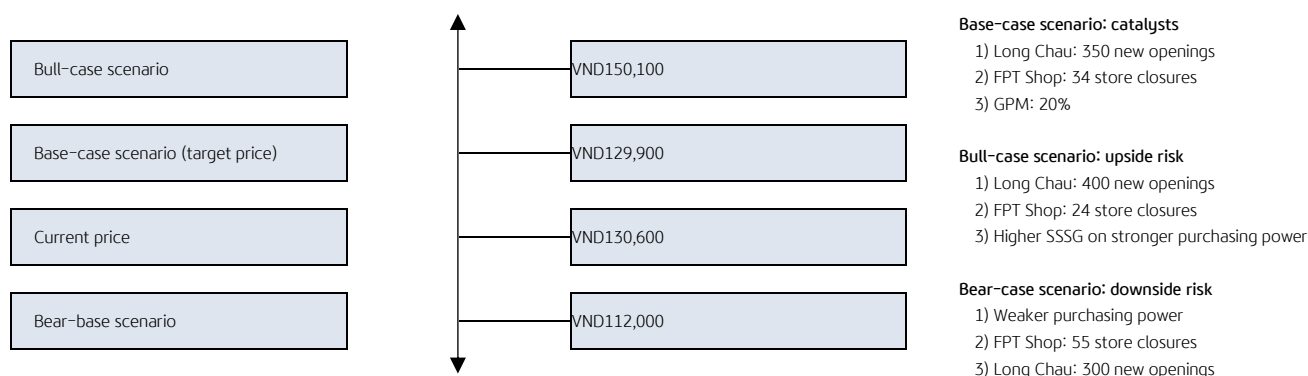 Bull-case scenario
VND150,100
Base-case scenario (target price)
VND129,900
Current price
VND130,600
Bear-base scenario
VND112,000
Base-case scenario: catalysts
1) Long Chau: 350 new openings
2) FPT Shop: 34 store closures
3) GPM: 20%
Bull-case scenario: upside risk
1) Long Chau: 400 new openings
2) FPT Shop: 24 store closures
3) Higher SSSG on stronger purchasing power
Bear-case scenario: downside risk
1) Weaker purchasing power
2) FPT Shop: 55 store closures
3) Long Chau: 300 new openings